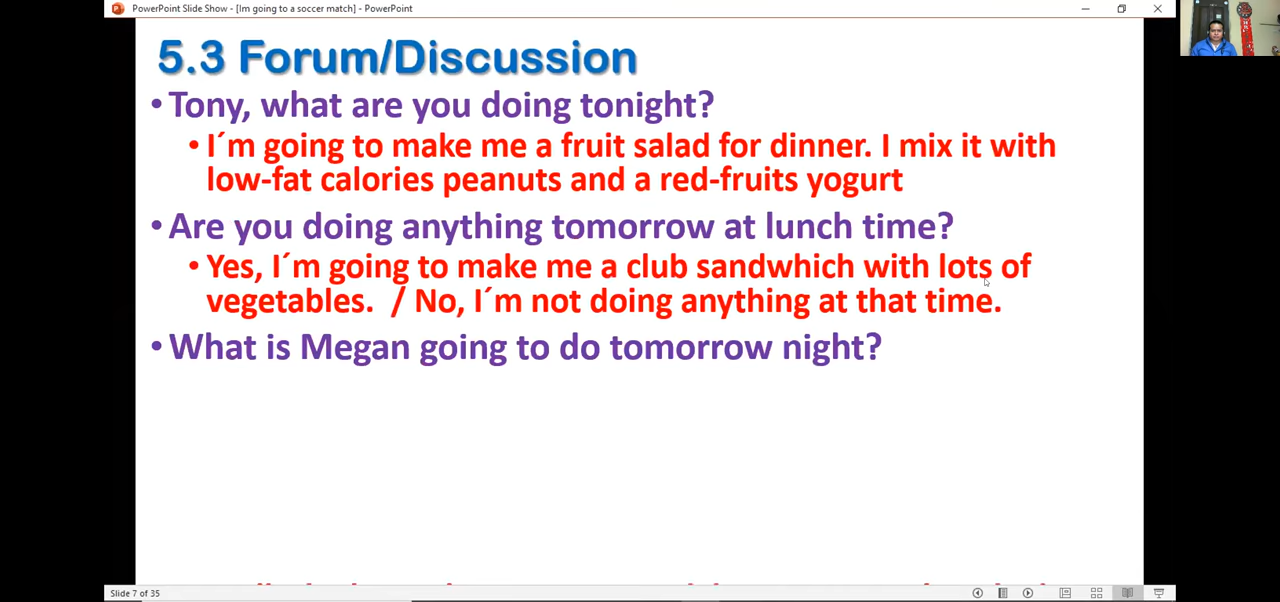 PowerPoint Slide Show - [Im going to a soccer match] - PowerPoint
5.3 Forum/Discussion
• Tony, what are you doing tonight?
• I´m going to make me a fruit salad for dinner. I mix it with
low-fat calories peanuts and a red-fruits yogurt
• Are you doing anything tomorrow at lunch time?
• Yes, I´m going to make me a club sandwhich with lots of
vegetables. / No, I´m not doing anything at that time.
• What is Megan going to do tomorrow night?
Slide 7 of 35